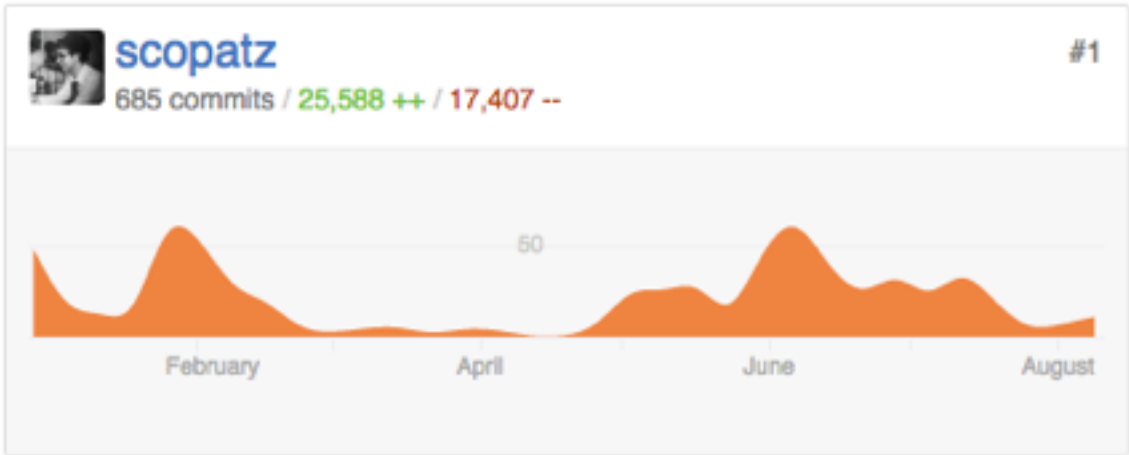 scopatz
#1
685 commits / 25,588 ++ / 17,407 --
50
February April June August